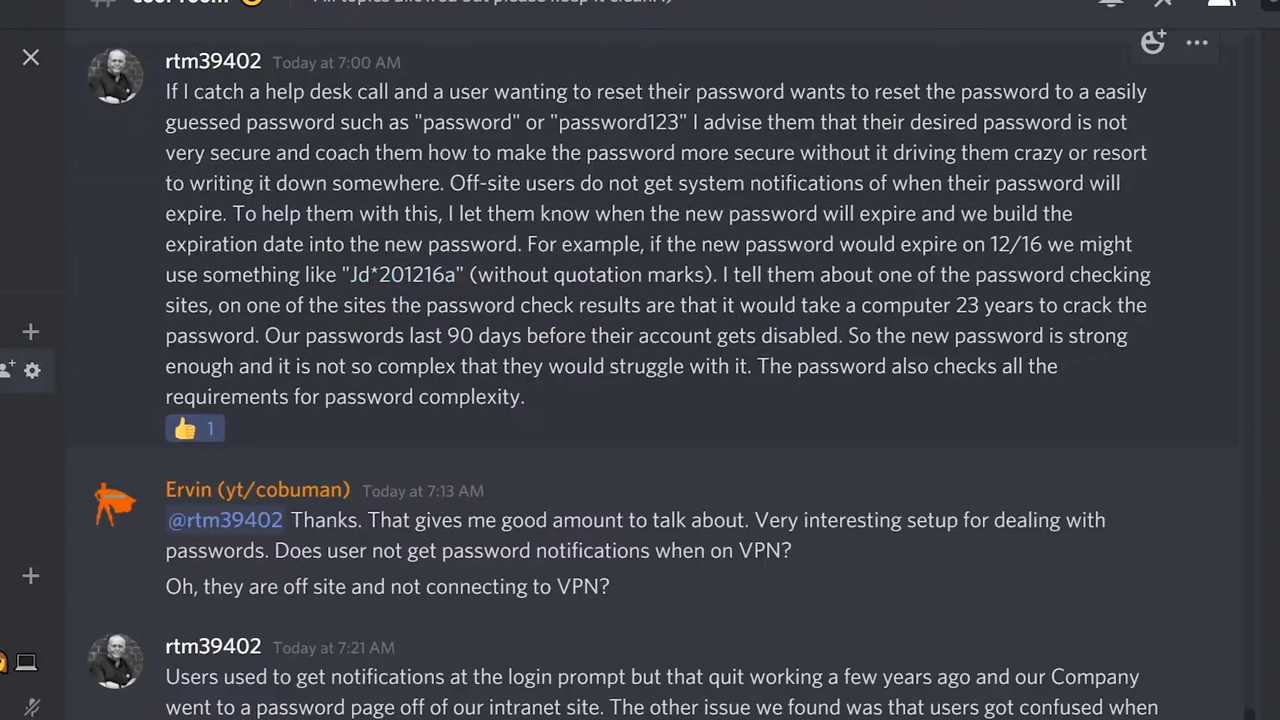 rtm39402 Today at 7:00 AM
If I catch a help desk call and a user wanting to reset their password wants to reset the password to a easily
guessed password such as "password" or "password123" I advise them that their desired password is not
very secure and coach them how to make the password more secure without it driving them crazy or resort
to writing it down somewhere. Off-site users do not get system notifications of when their password will
expire. To help them with this, I let them know when the new password will expire and we build the
expiration date into the new password. For example, if the new password would expire on 12/16 we might
use something like "Jd*201216a" (without quotation marks). I tell them about one of the password checking
sites, on one of the sites the password check results are that it would take a computer 23 years to crack the
password. Our passwords last 90 days before their account gets disabled. So the new password is strong
enough and it is not so complex that they would struggle with it. The password also checks all the
requirements for password complexity.
1
Ervin (yt/cobuman) Today at 7:13 AM
@rtm39402 Thanks. That gives me good amount to talk about. Very interesting setup for dealing with
passwords. Does user not get password notifications when on VPN?
Oh, they are off site and not connecting to VPN?
rtm39402 Today at 7:21 AM
Users used to get notifications at the login prompt but that quit working a few years ago and our Company
went to a password page off of our intranet site. The other issue we found was that users got confused when